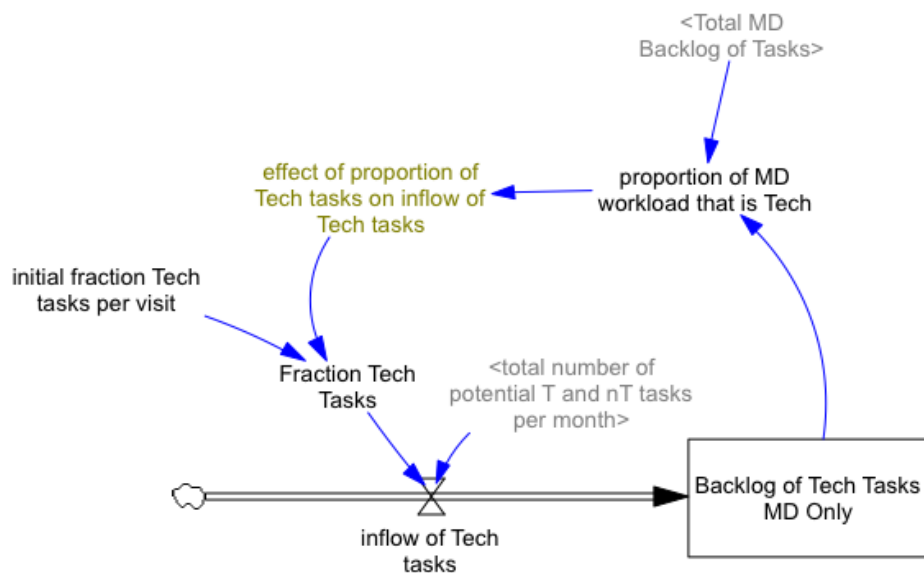 <Total MD
Backlog of Tasks>
effect of proportion of
Tech tasks on inflow of
Tech tasks
proportion of MD
workload that is Tech
initial fraction Tech
tasks per visit
Fraction Tech
Tasks
<total number of
potential T and nT tasks
per month>
Backlog of Tech Tasks
MD Only
inflow of Tech
tasks